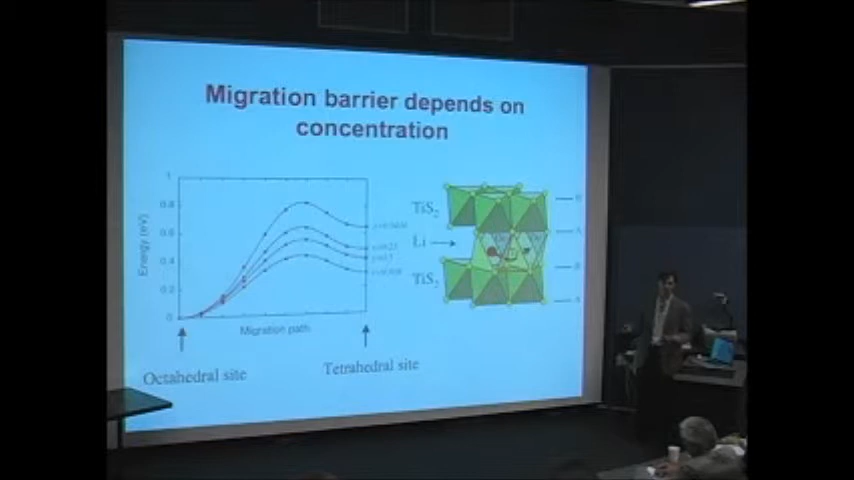 Migration barrier depends on
concentration
1
0.8
0.6
0.4
0.2
0
Energy (eV)
Migration path
Octahedral site
Tetrahedral site
TiS2
Li
TiS2